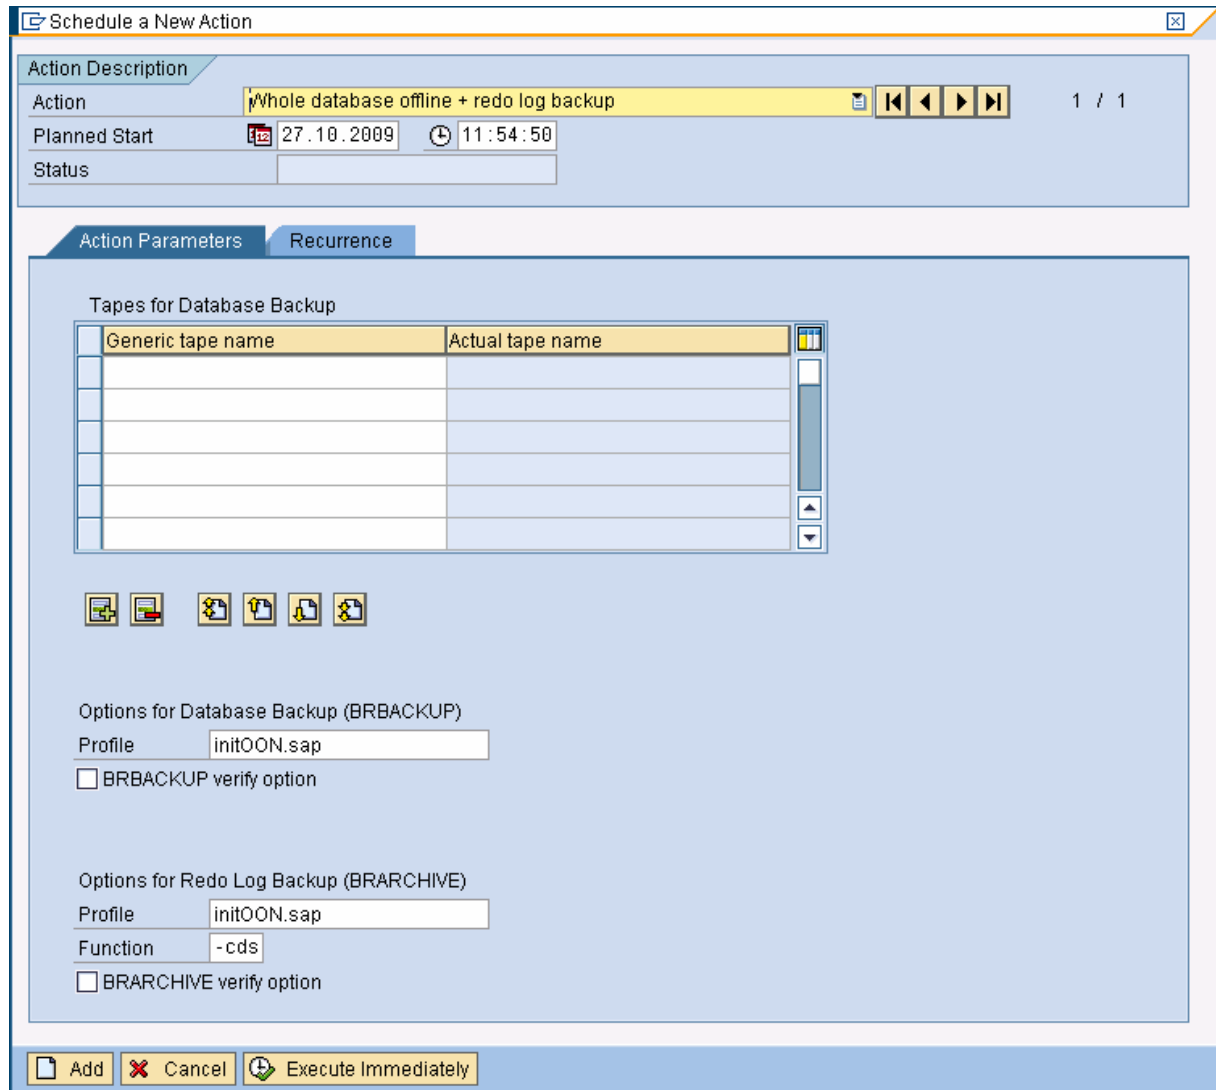 Schedule a New Action
Action Description
Action Whole database offline + redo log backup 1 / 1
Planned Start 12 27.10.2009 11:54:50
Status
Action Parameters Recurrence
Tapes for Database Backup
Generic tape name Actual tape name
Options for Database Backup (BRBACKUP)
Profile initOON.sap
BRBACKUP verify option
Options for Redo Log Backup (BRARCHIVE)
Profile initOON.sap
Function -cds
BRARCHIVE verify option
Add Cancel Execute Immediately